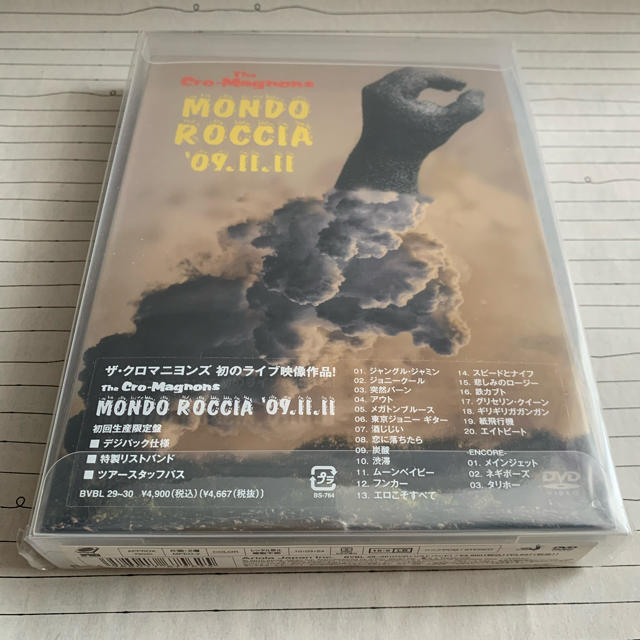 The
Cro-Magnons
MONDO
ROCCIA
'09.11.11
ザ・クロマニヨンズ 初のライブ映像作品!
The Cro-Magnons
MONDO ROCCIA '09.11.11
初回生産限定盤
■デジパック仕様
■特製リストバンド
■ツアースタッフパス
BVBL 29-30 ¥4,900(税込)(¥4,667(税抜))
01. ジャングル・ジャミン
02. ジョニークール
03. 突然バーン
04. アウト
05. メガトンブルース
06. 東京ジョニー ギター
07. 酒じじい
08. 恋に落ちたら
09. 炭酸
10. 渋滞
11. ムーンベイビー
12. フンカー
13. エロこそすべて
14. スピードとナイフ
15. 悲しみのロージー
16. 鉄カブト
17. グリセリン・クイーン
18. ギリギリガガンガン
19. 紙飛行機
20. エイトビート
-ENCORE-
01. メインジェット
02. ネギボーズ
03. タリホー
プラ
BS-764
DVD
VIDEO